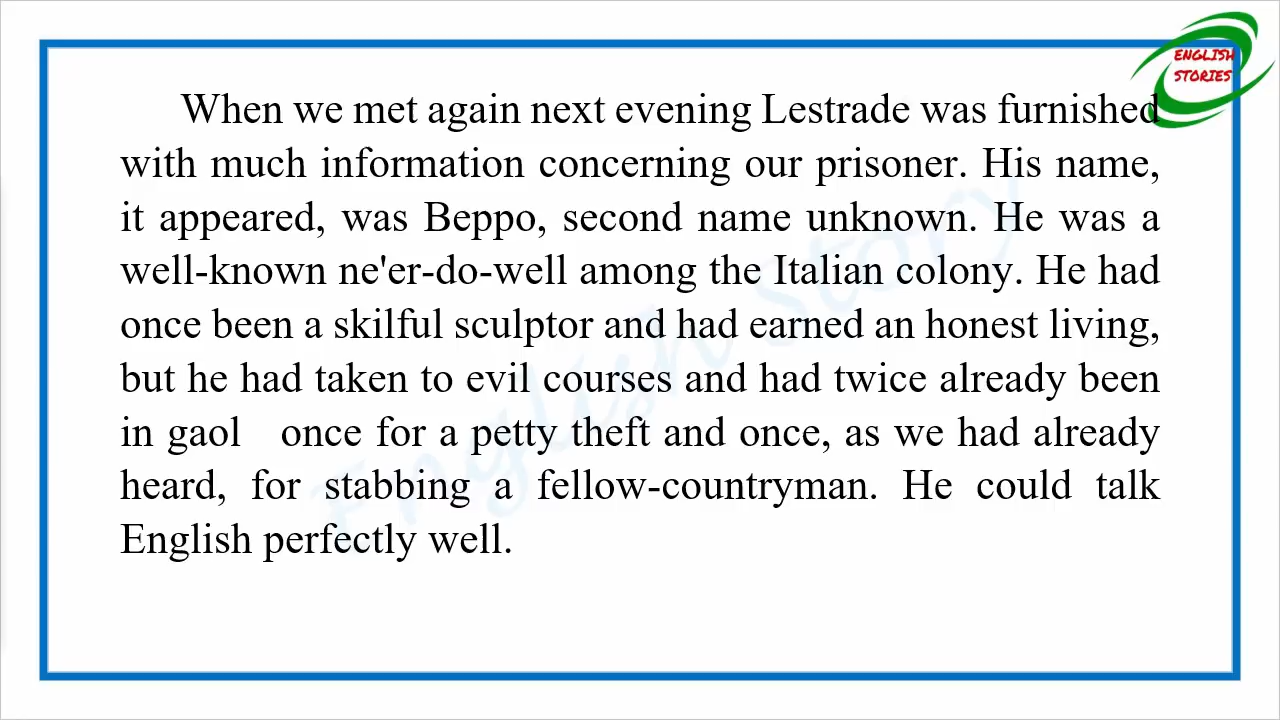 ENGLISH
STORIES
When we met again next evening Lestrade was furnished
with much information concerning our prisoner. His name,
it appeared, was Beppo, second name unknown. He was a
well-known ne'er-do-well among the Italian colony. He had
once been a skilful sculptor and had earned an honest living,
but he had taken to evil courses and had twice already been
in gaol   once for a petty theft and once, as we had already
heard, for stabbing a fellow-countryman. He could talk
English perfectly well.
English Story